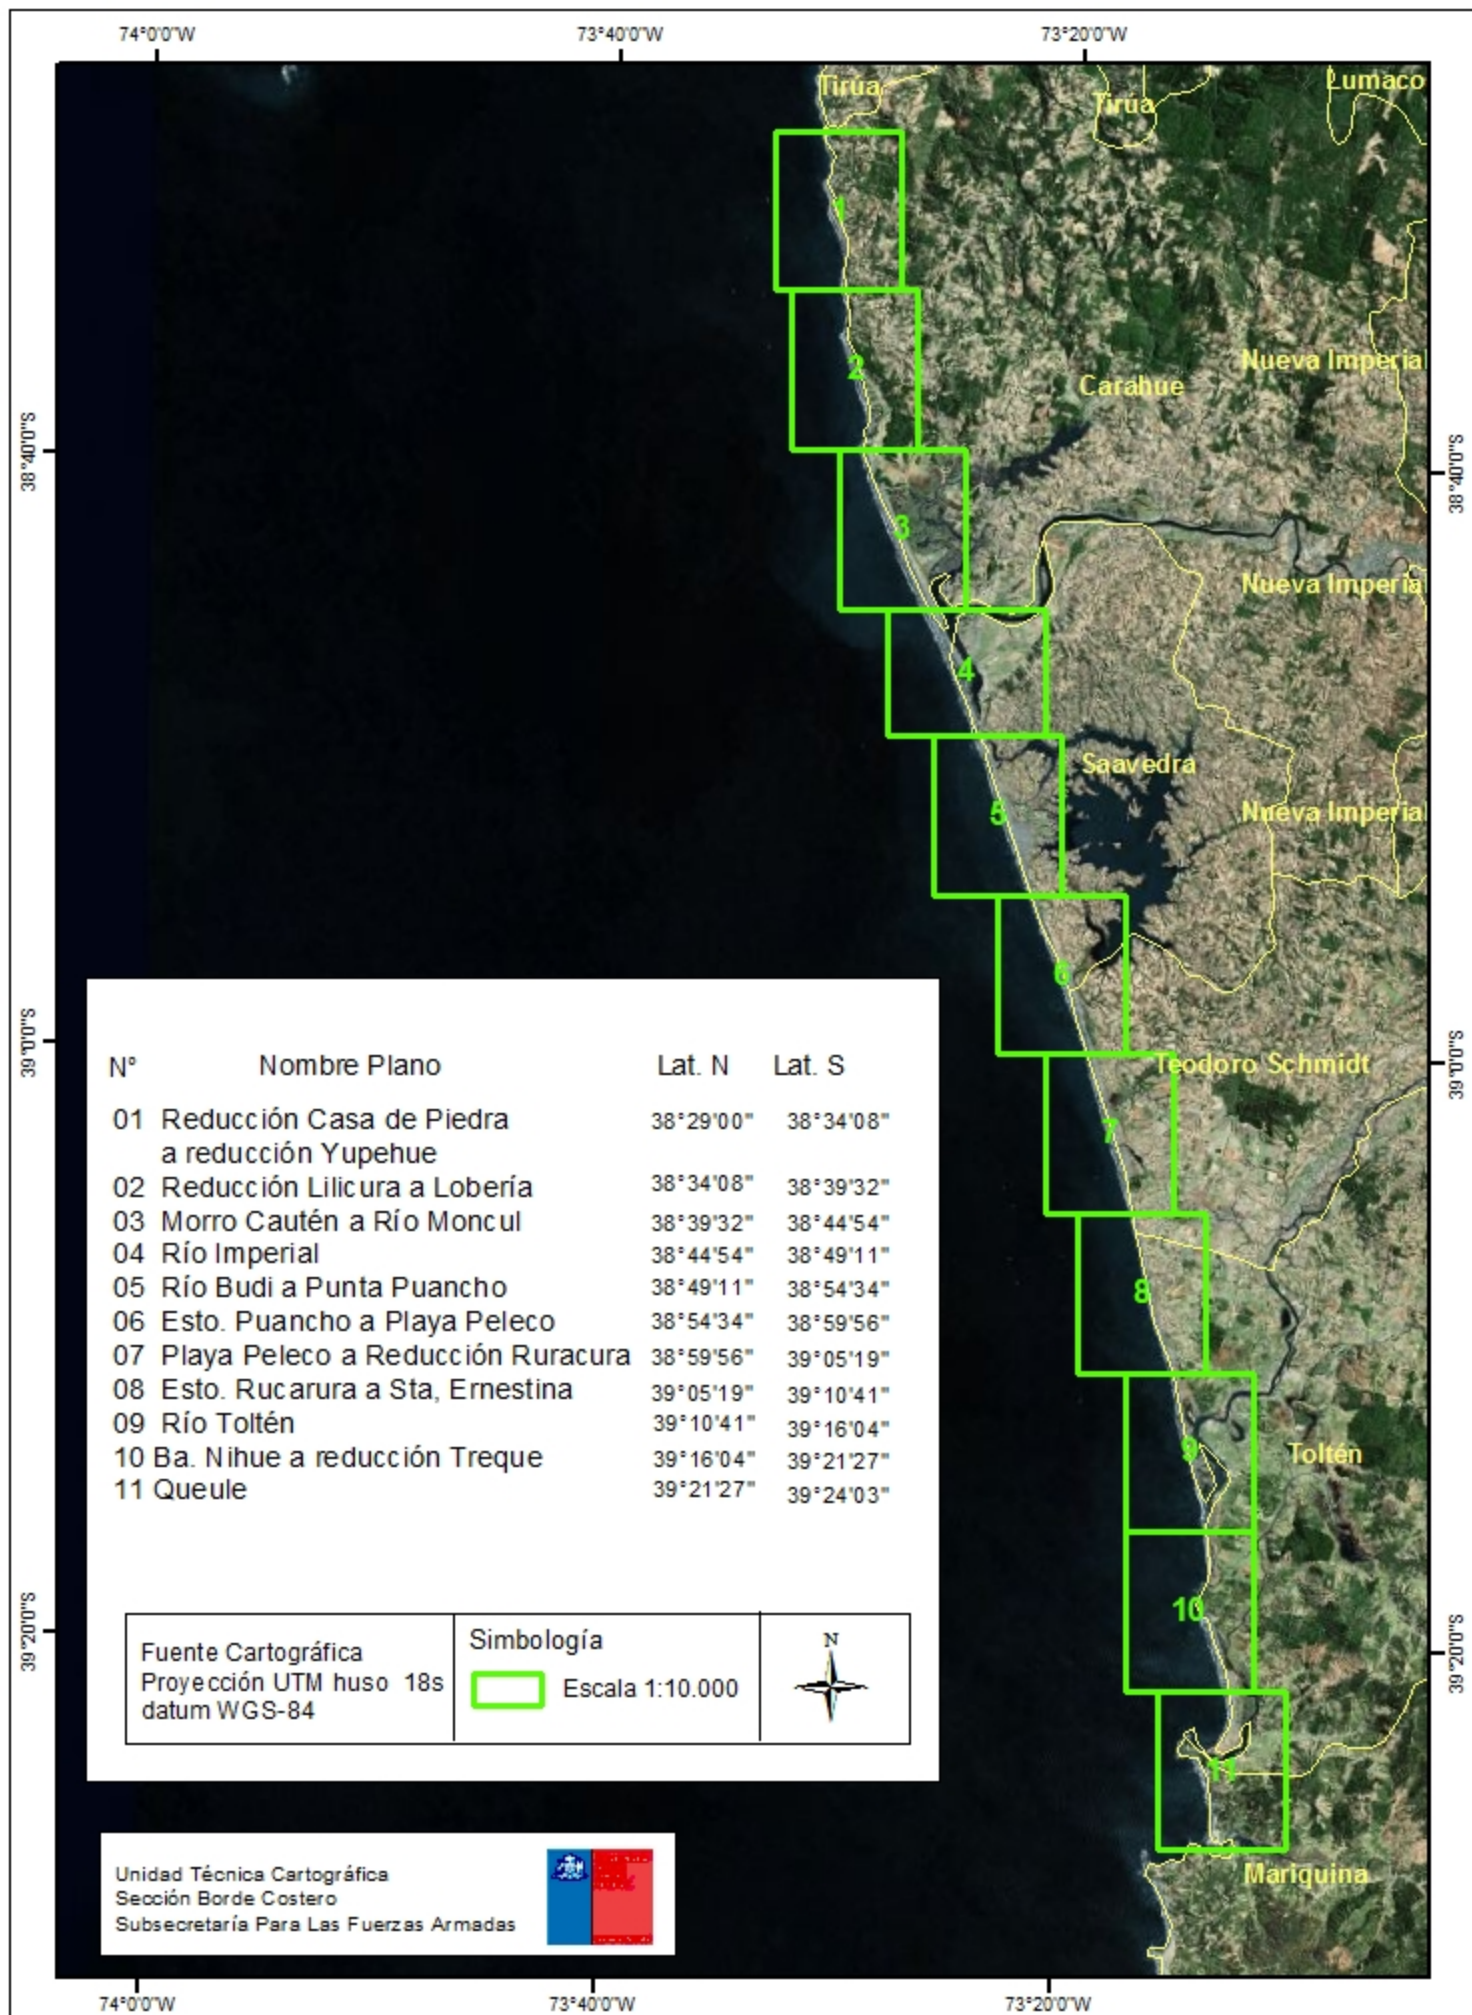 74°0'0"W 73°40'0"W 73°20'0"W
Tirúa
Tirúa
Lumaco
1
2
Nueva Imperial
Carahue
38°40'0"S
38°40'0"S
3
Nueva Imperial
4
Saavedra
5
Nueva Imperial
6
39°0'0"S
39°0'0"S
Teodoro Schmidt
7
8
9
Toltén
10
39°20'0"S
39°20'0"S
11
Mariquina
Nº Nombre Plano Lat. N Lat. S
01 Reducción Casa de Piedra 38°29'00" 38°34'08"
a reducción Yupehue
02 Reducción Lilicura a Lobería 38°34'08" 38°39'32"
03 Morro Cautén a Río Moncul 38°39'32" 38°44'54"
04 Río Imperial 38°44'54" 38°49'11"
05 Río Budi a Punta Puancho 38°49'11" 38°54'34"
06 Esto. Puancho a Playa Peleco 38°54'34" 38°59'56"
07 Playa Peleco a Reducción Ruracura 38°59'56" 39°05'19"
08 Esto. Rucarura a Sta, Ernestina 39°05'19" 39°10'41"
09 Río Toltén 39°10'41" 39°16'04"
10 Ba. Nihue a reducción Treque 39°16'04" 39°21'27"
11 Queule 39°21'27" 39°24'03"
Fuente Cartográfica
Proyección UTM huso 18s
datum WGS-84
Simbología
Escala 1:10.000
N
Unidad Técnica Cartográfica
Sección Borde Costero
Subsecretaría Para Las Fuerzas Armadas
74°0'0"W 73°40'0"W 73°20'0"W